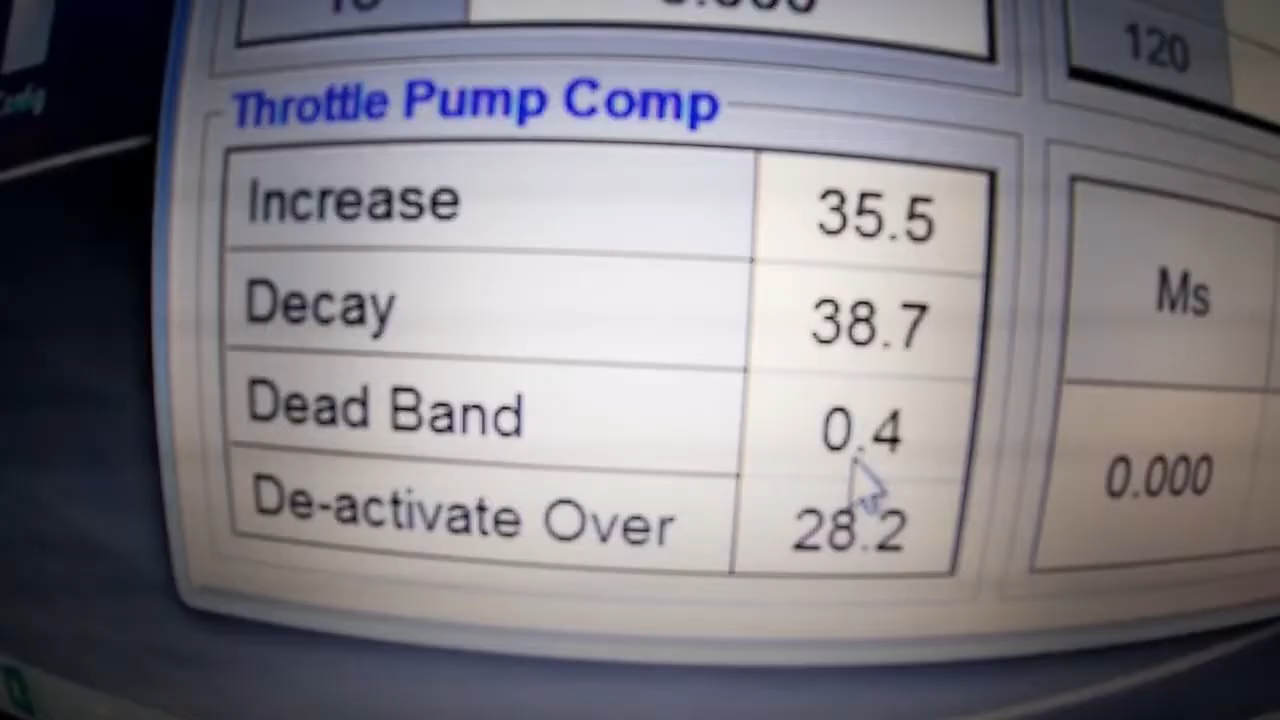 120
Throttle Pump Comp
Increase 35.5
Decay 38.7
Dead Band 0.4
De-activate Over 28.2
Ms
0.000